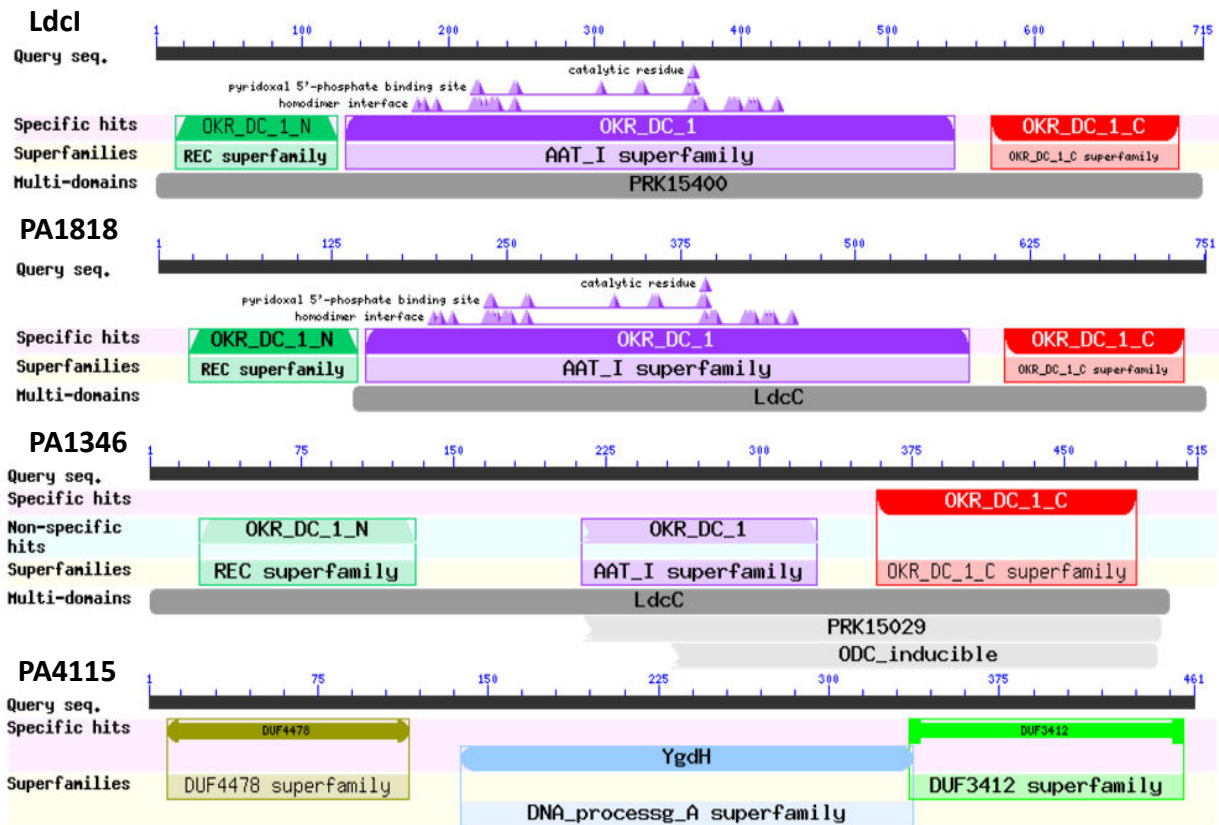 LdcI
1 100 200 300 400 500 600 715
Query seq.
catalytic residue
pyridoxal 5'-phosphate binding site
homodimer interface
Specific hits OKR_DC_1_N OKR_DC_1 OKR_DC_1_C
Superfamilies REC superfamily AAT_I superfamily OKR_DC_1_C superfamily
Multi-domains PRK15400
PA1818
1 125 250 375 500 625 751
Query seq.
catalytic residue
pyridoxal 5'-phosphate binding site
homodimer interface
Specific hits OKR_DC_1_N OKR_DC_1 OKR_DC_1_C
Superfamilies REC superfamily AAT_I superfamily OKR_DC_1_C superfamily
Multi-domains LdcC
PA1346
1 75 150 225 300 375 450 515
Query seq.
Specific hits OKR_DC_1_C
Non-specific hits OKR_DC_1_N OKR_DC_1
Superfamilies REC superfamily AAT_I superfamily OKR_DC_1_C superfamily
Multi-domains LdcC
PRK15029
ODC_inducible
PA4115
1 75 150 225 300 375 461
Query seq.
Specific hits DUF4478 DUF3412
YgdH
Superfamilies DUF4478 superfamily DUF3412 superfamily
DNA_processg_A superfamily